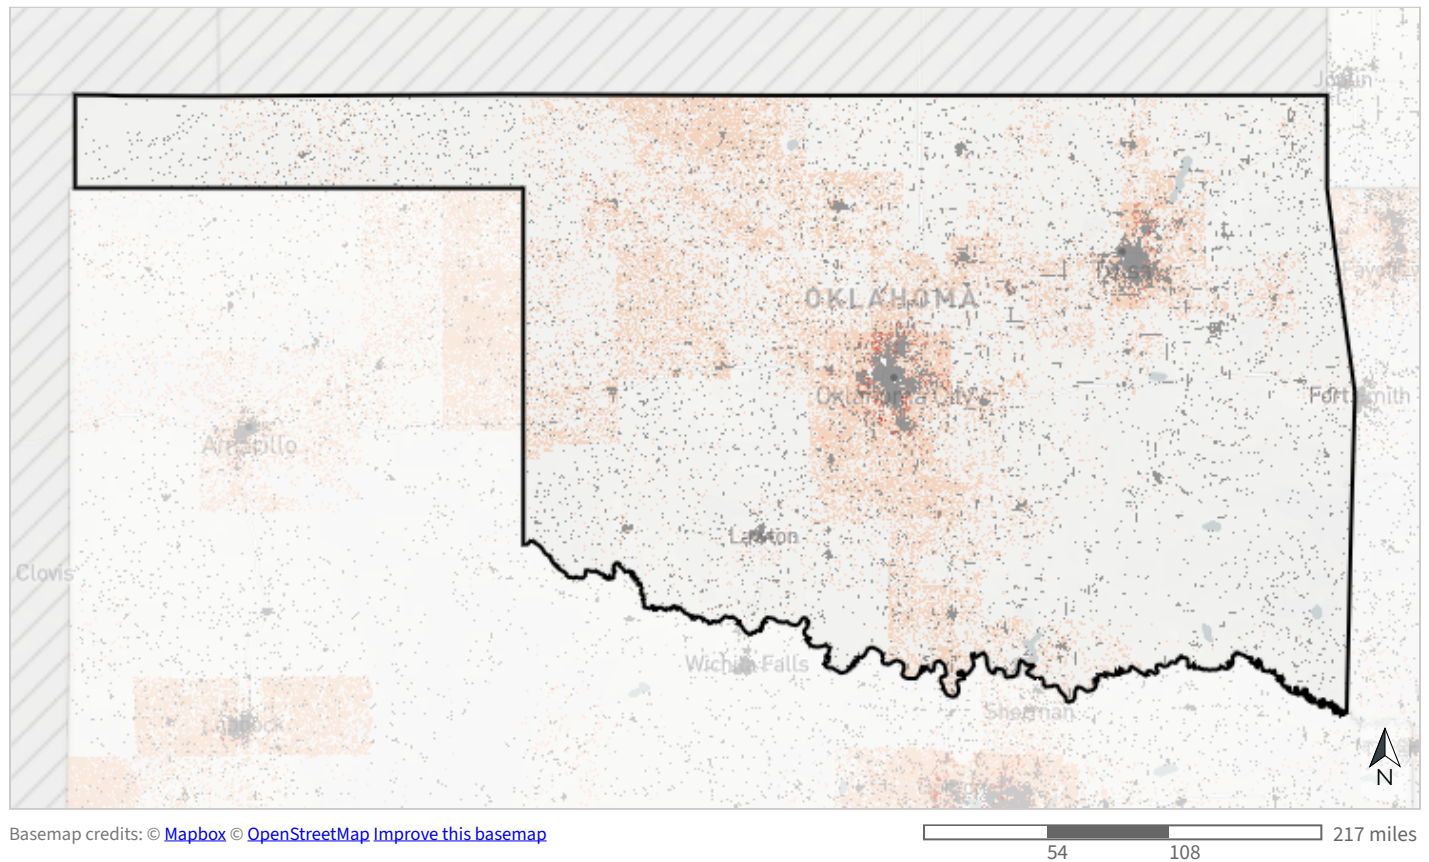 Joplin
OKLAHOMA
Tulsa
Oklahoma City
Fort Smith
Amarillo
Lawton
Clovis
Wichita Falls
Lubbock
Sherman
N
Basemap credits: © Mapbox © OpenStreetMap Improve this basemap
217 miles
54 108